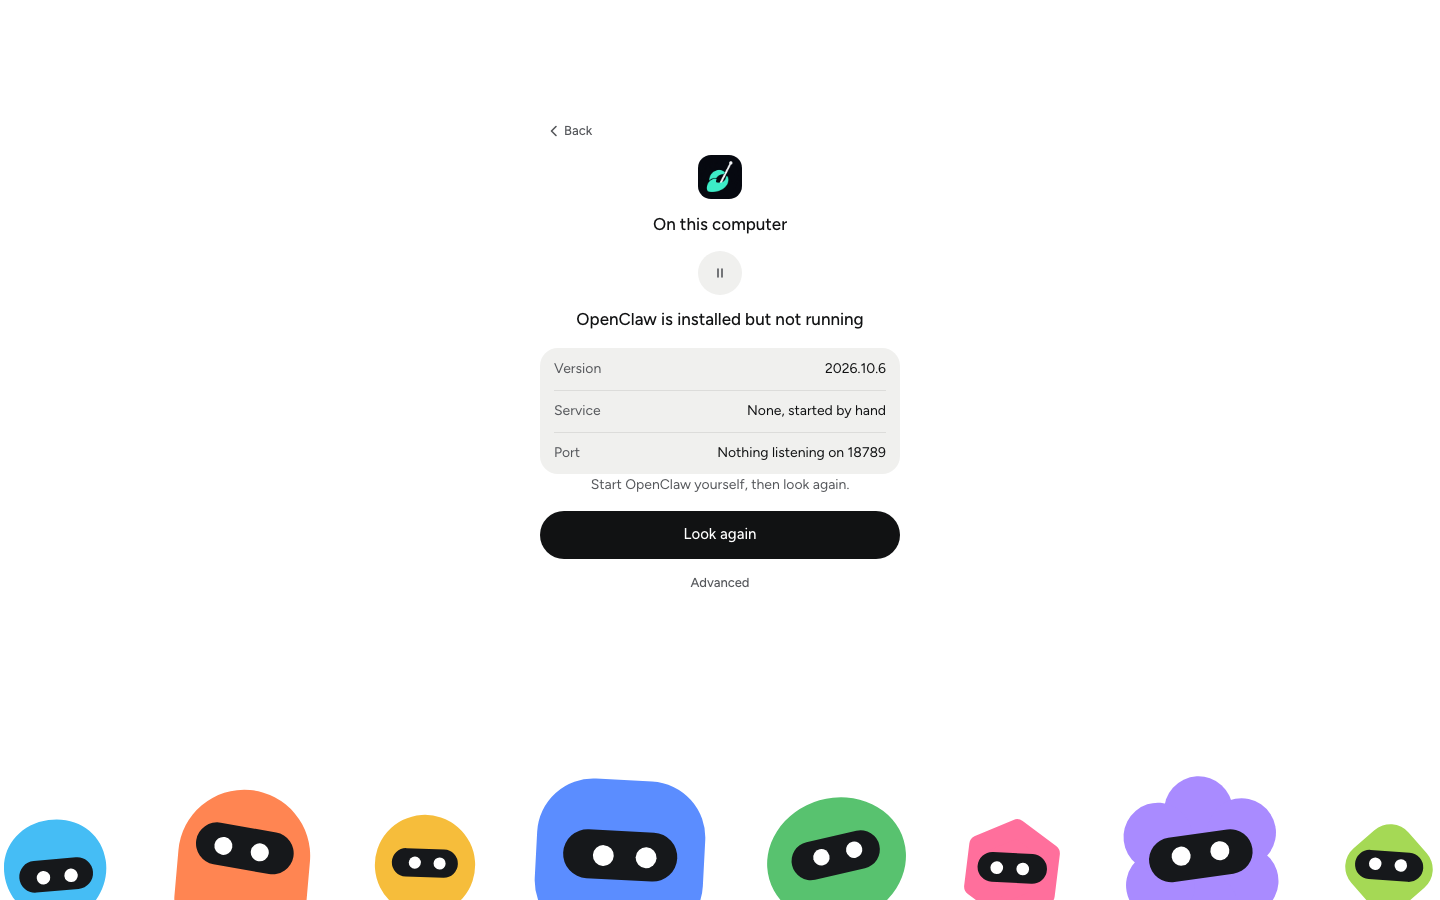 Back
On this computer
OpenClaw is installed but not running
Version 2026.10.6
Service None, started by hand
Port Nothing listening on 18789
Start OpenClaw yourself, then look again.
Look again
Advanced